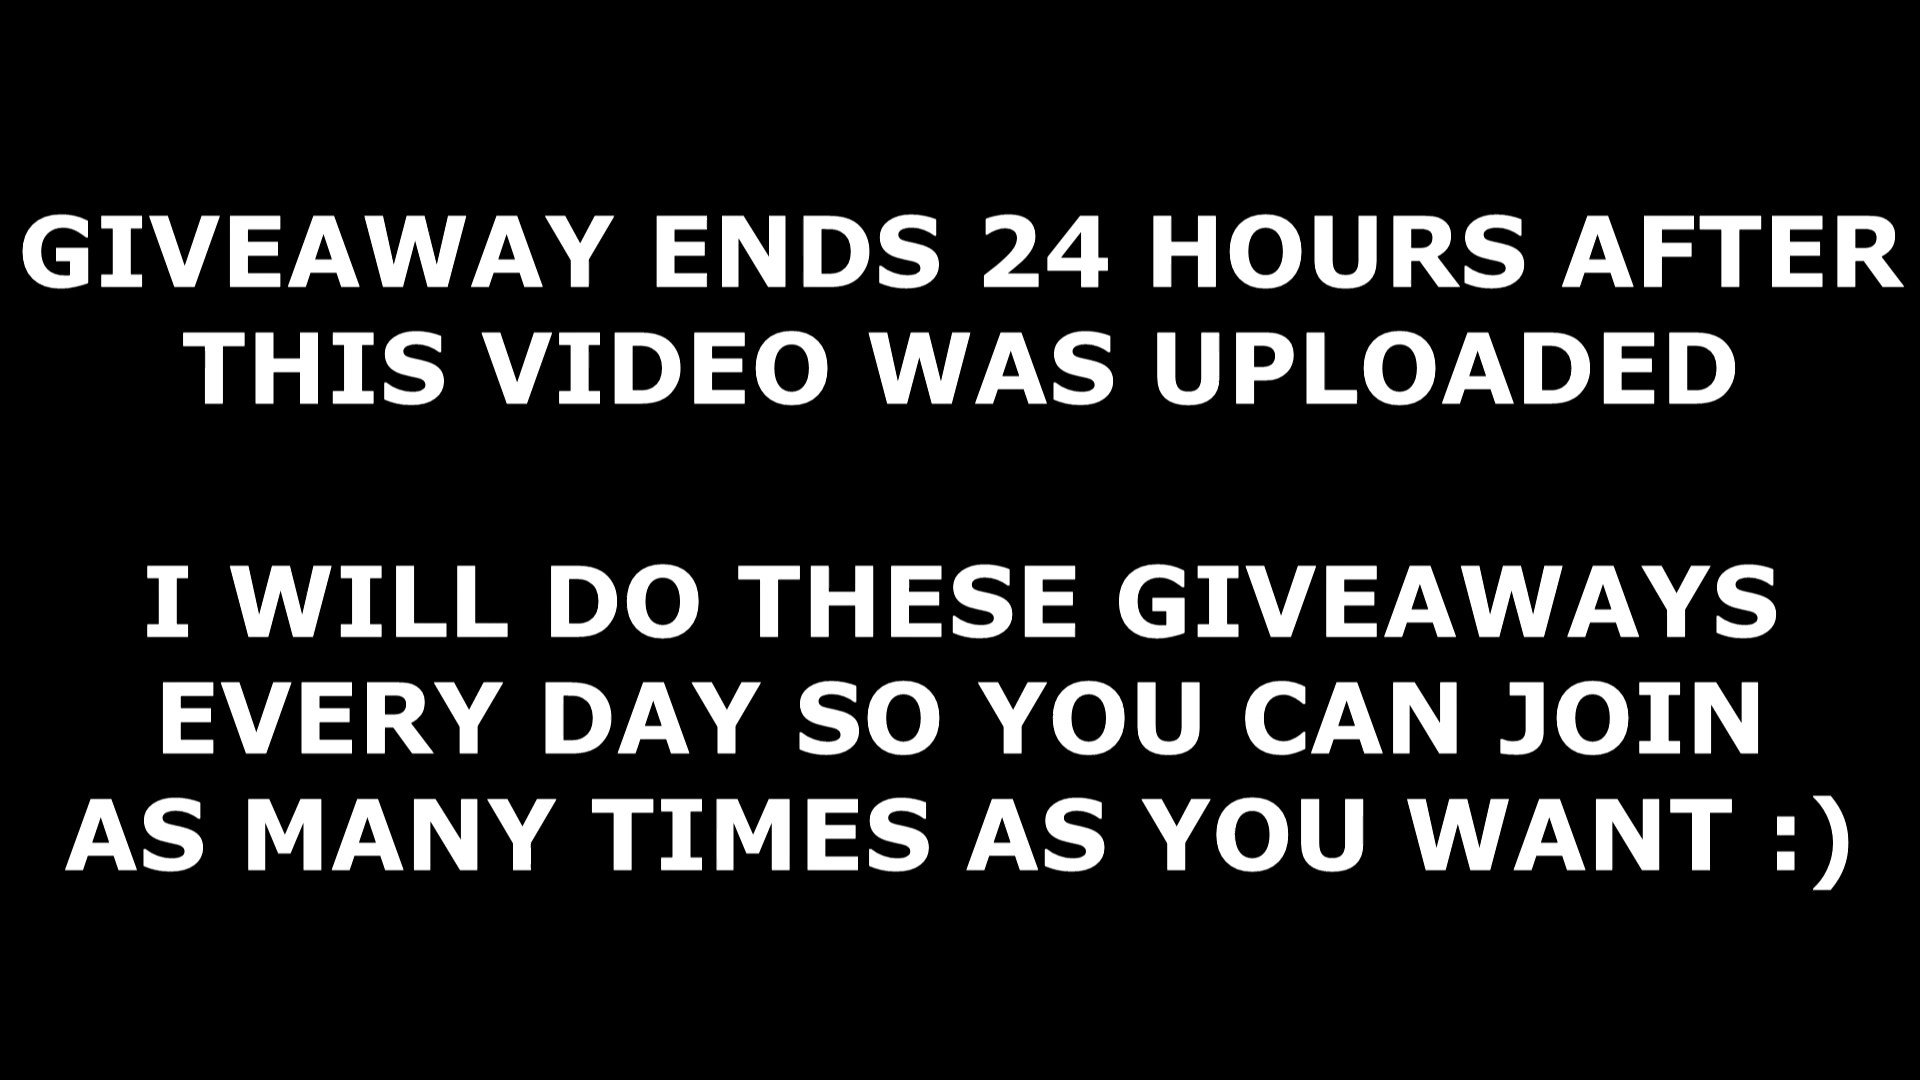 GIVEAWAY ENDS 24 HOURS AFTER
THIS VIDEO WAS UPLOADED
I WILL DO THESE GIVEAWAYS
EVERY DAY SO YOU CAN JOIN
AS MANY TIMES AS YOU WANT :)